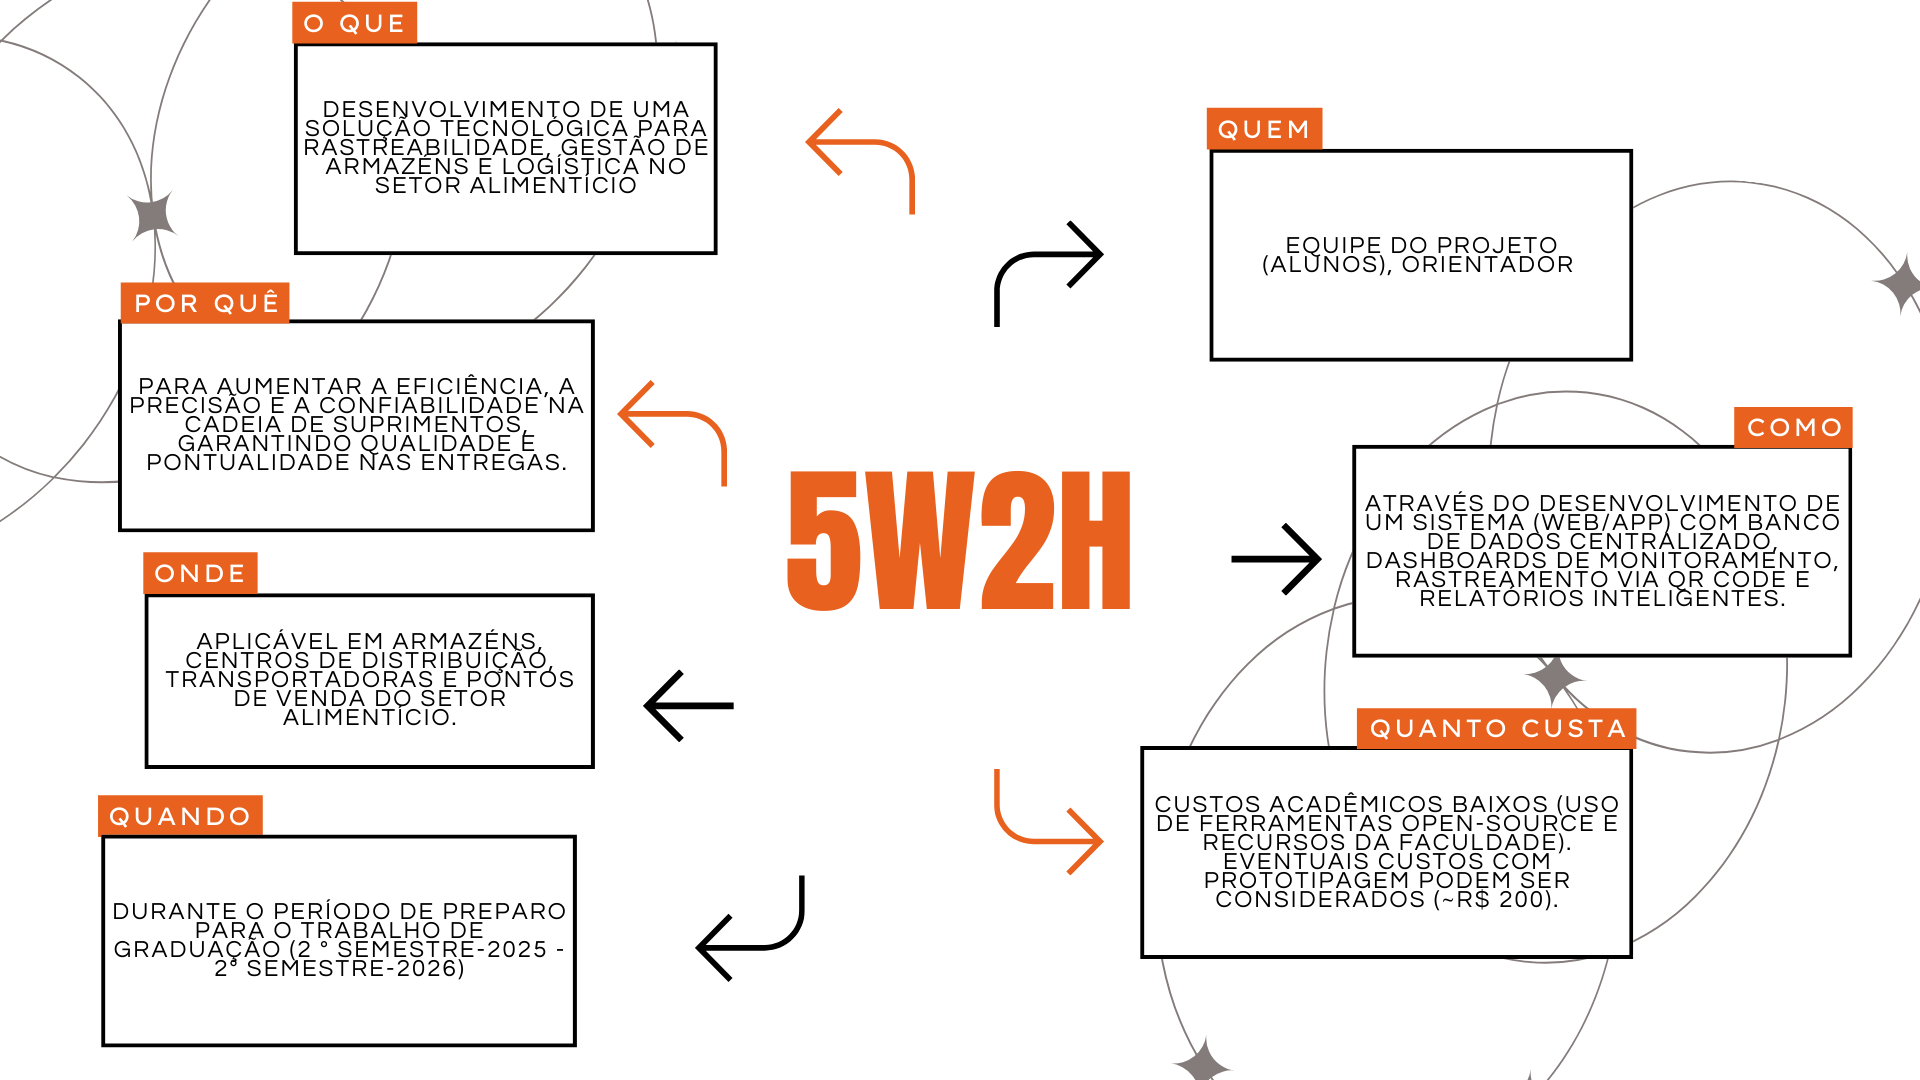 O QUE
DESENVOLVIMENTO DE UMA
SOLUÇÃO TECNOLÓGICA PARA
RASTREABILIDADE, GESTÃO DE
ARMAZÉNS E LOGÍSTICA NO
SETOR ALIMENTÍCIO
POR QUÊ
PARA AUMENTAR A EFICIÊNCIA, A
PRECISÃO E A CONFIABILIDADE NA
CADEIA DE SUPRIMENTOS,
GARANTINDO QUALIDADE E
PONTUALIDADE NAS ENTREGAS.
ONDE
APLICÁVEL EM ARMAZÉNS,
CENTROS DE DISTRIBUIÇÃO,
TRANSPORTADORAS E PONTOS
DE VENDA DO SETOR
ALIMENTÍCIO.
QUANDO
DURANTE O PERÍODO DE PREPARO
PARA O TRABALHO DE
GRADUAÇÃO (2 ° SEMESTRE-2025 -
2° SEMESTRE-2026)
5W2H
QUEM
EQUIPE DO PROJETO
(ALUNOS), ORIENTADOR
COMO
ATRAVÉS DO DESENVOLVIMENTO DE
UM SISTEMA (WEB/APP) COM BANCO
DE DADOS CENTRALIZADO,
DASHBOARDS DE MONITORAMENTO,
RASTREAMENTO VIA QR CODE E
RELATÓRIOS INTELIGENTES.
QUANTO CUSTA
CUSTOS ACADÊMICOS BAIXOS (USO
DE FERRAMENTAS OPEN-SOURCE E
RECURSOS DA FACULDADE).
EVENTUAIS CUSTOS COM
PROTOTIPAGEM PODEM SER
CONSIDERADOS (~R$ 200).